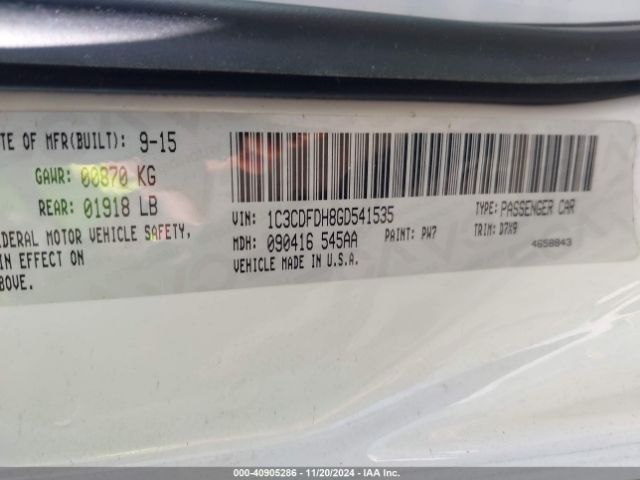 TE OF MFR(BUILT): 9-15
GAWR: 00870 KG
REAR: 01918 LB
EDERAL MOTOR VEHICLE SAFETY,
IN EFFECT ON
BOVE.
VIN: 1C3CDFDH8GD541535
TYPE: PASSENGER CAR
MDH: 090416 545AA
PAINT: PW7
TRIM: D7X9
VEHICLE MADE IN U.S.A.
4658843
000-40905286 - 11/20/2024 - IAA Inc.